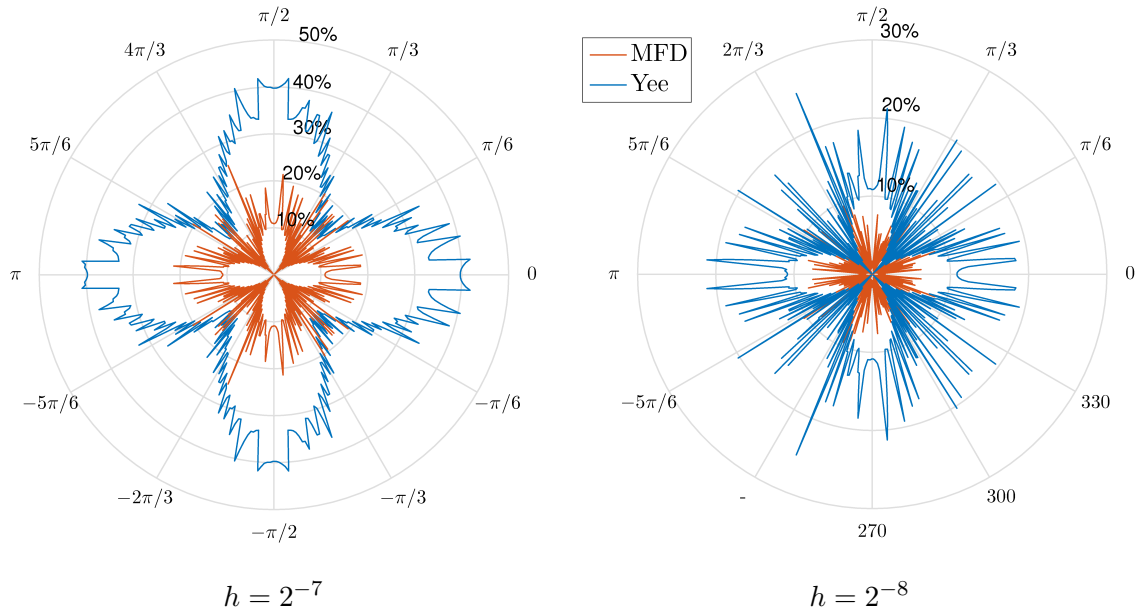 π/2
50%
4π/3
π/3
40%
5π/6
30%
π/6
20%
10%
π
0
−5π/6
−π/6
−2π/3
−π/3
−π/2
h = 2⁻⁷
π/2
30%
MFD
Yee
2π/3
π/3
20%
5π/6
π/6
10%
π
0
−5π/6
330
-
300
270
h = 2⁻⁸